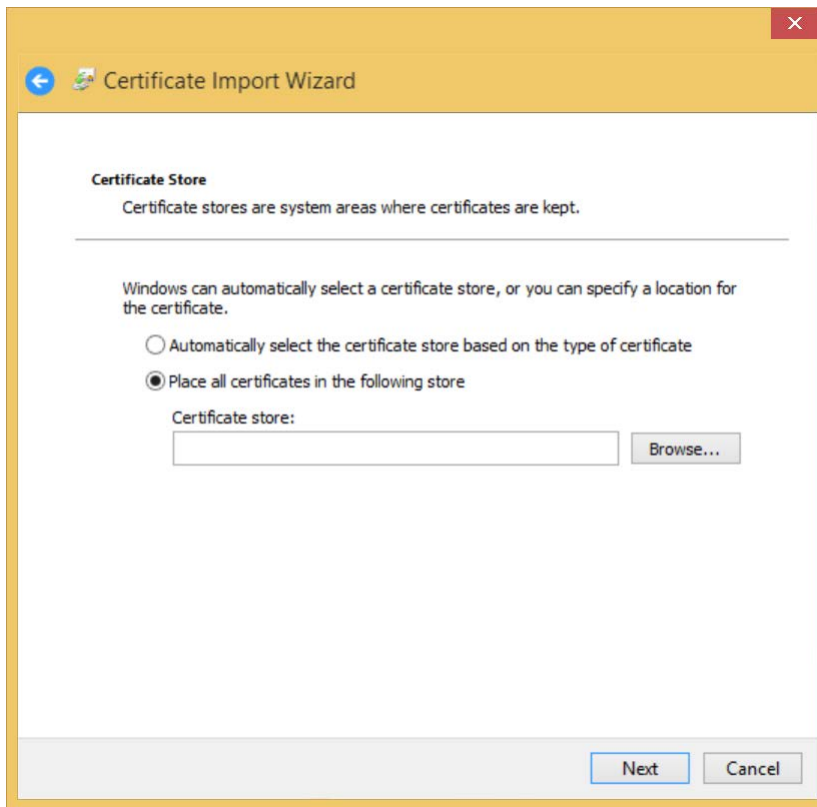 Certificate Import Wizard
Certificate Store
Certificate stores are system areas where certificates are kept.
Windows can automatically select a certificate store, or you can specify a location for
the certificate.
Automatically select the certificate store based on the type of certificate
Place all certificates in the following store
Certificate store:
Browse...
Next
Cancel